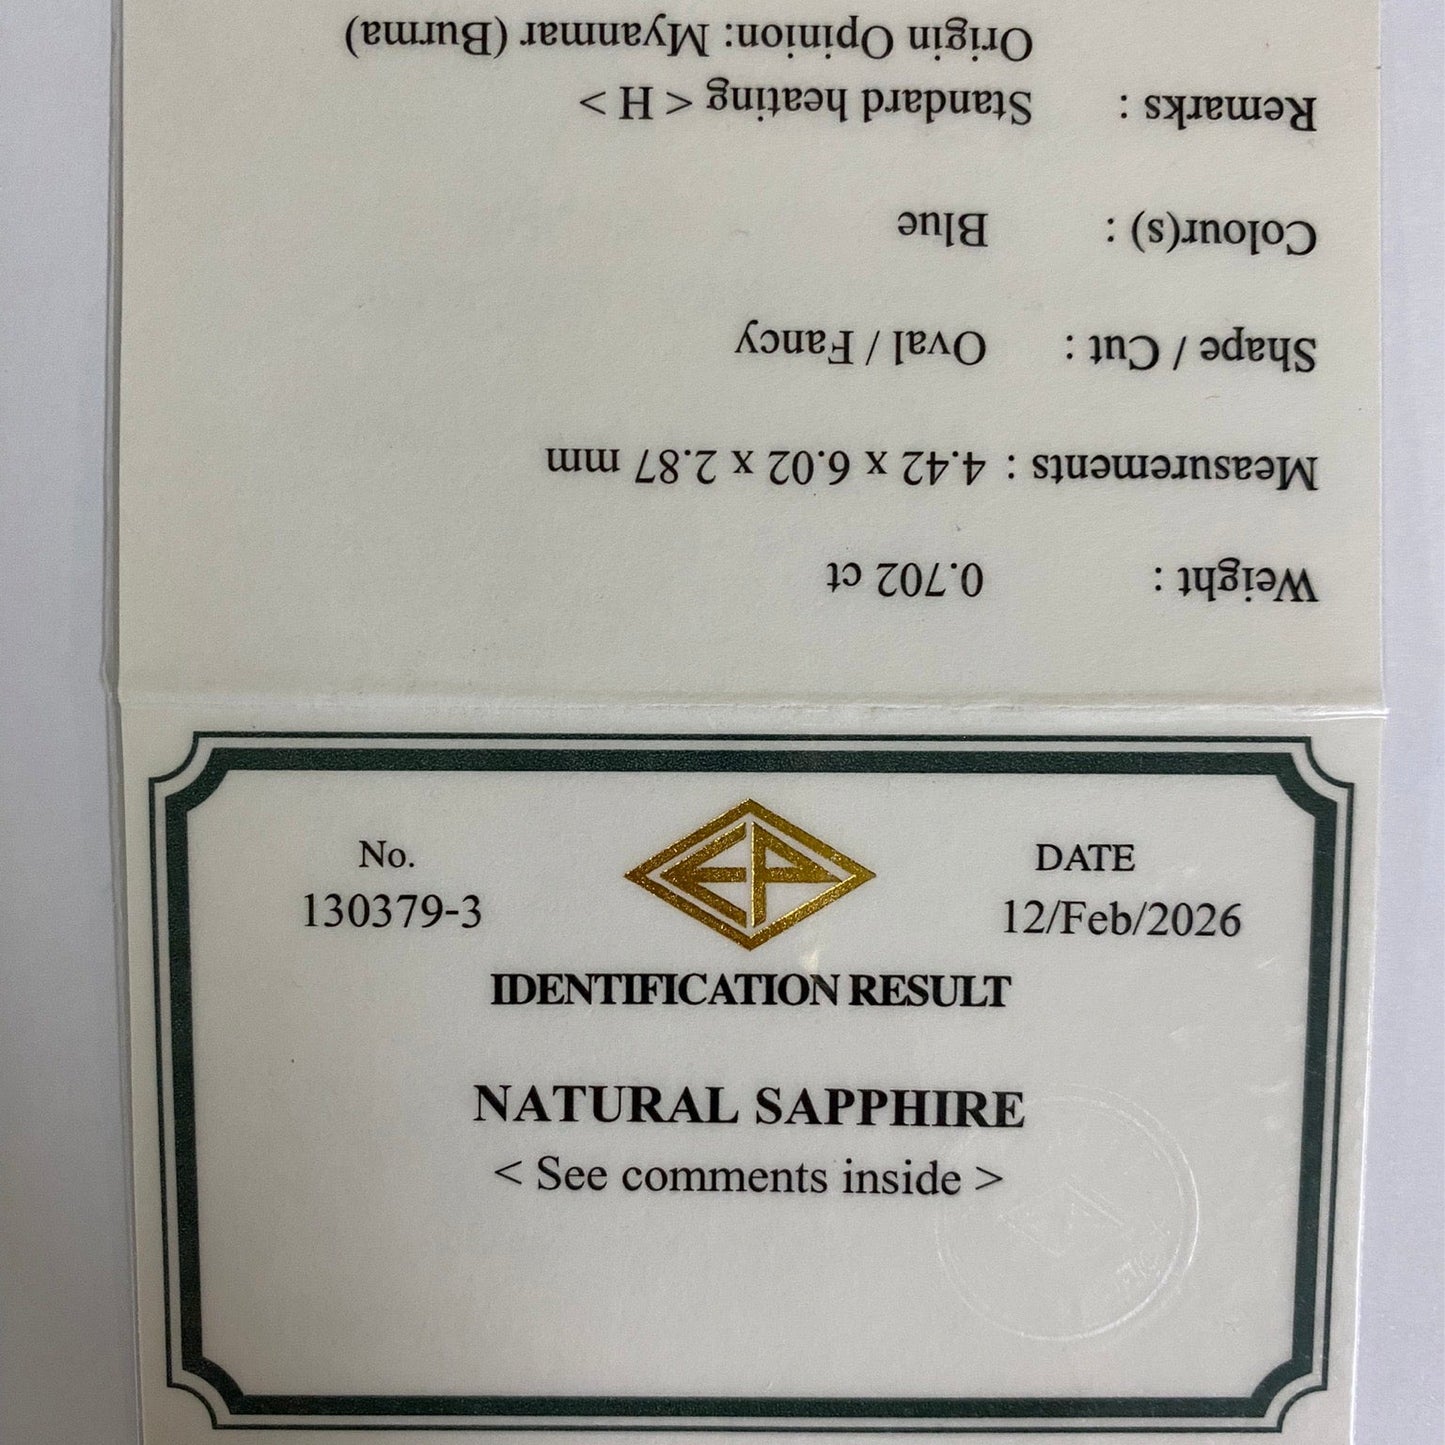 Weight : 0.702 ct
Measurements : 4.42 x 6.02 x 2.87 mm
Shape / Cut : Oval / Fancy
Colour(s) : Blue
Remarks : Standard heating < H >
Origin Opinion: Myanmar (Burma)
No.
130379-3
EP
DATE
12/Feb/2026
IDENTIFICATION RESULT
NATURAL SAPPHIRE
< See comments inside >